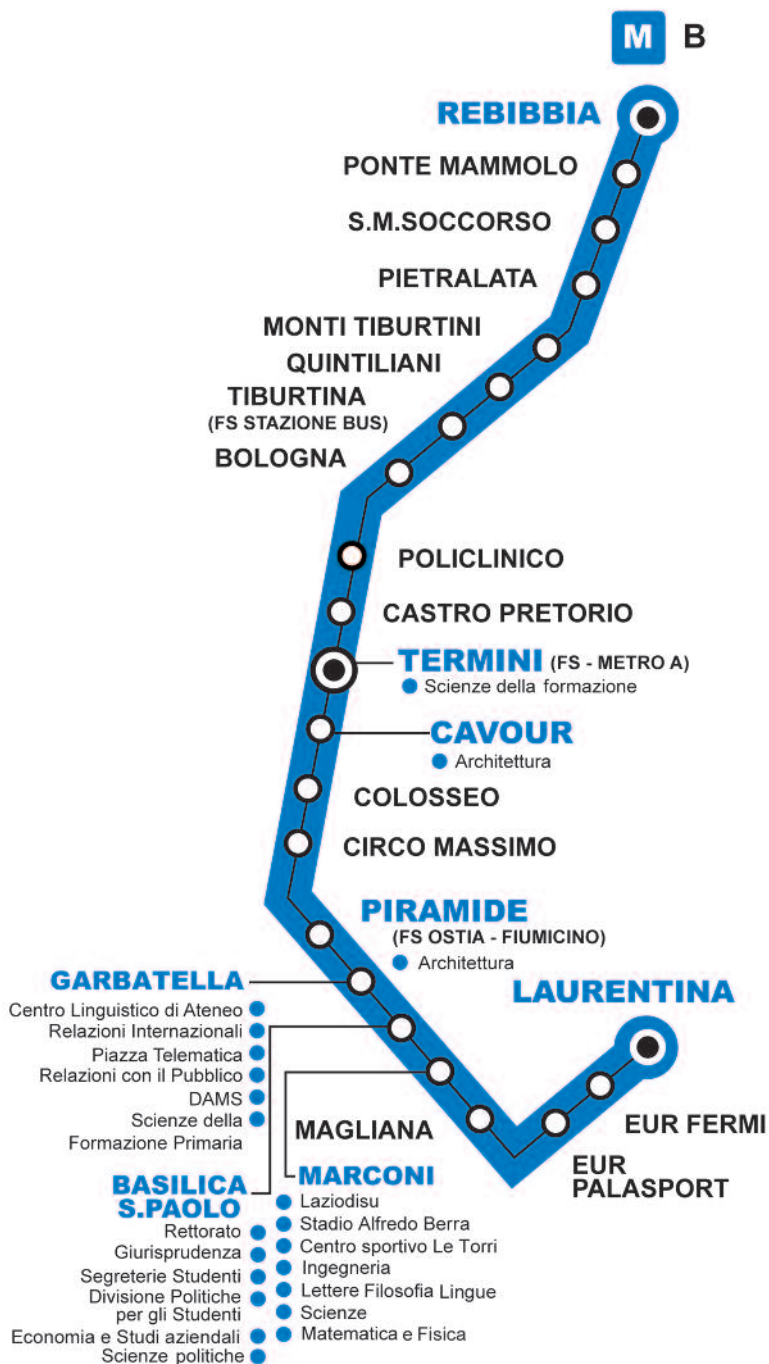 M B
REBIBBIA
PONTE MAMMOLO
S.M.SOCCORSO
PIETRALATA
MONTI TIBURTINI
QUINTILIANI
TIBURTINA
(FS STAZIONE BUS)
BOLOGNA
POLICLINICO
CASTRO PRETORIO
TERMINI (FS - METRO A)
Scienze della formazione
CAVOUR
Architettura
COLOSSEO
CIRCO MASSIMO
PIRAMIDE
(FS OSTIA - FIUMICINO)
Architettura
GARBATELLA
Centro Linguistico di Ateneo
Relazioni Internazionali
Piazza Telematica
Relazioni con il Pubblico
DAMS
Scienze della
Formazione Primaria
LAURENTINA
EUR FERMI
EUR
PALASPORT
MAGLIANA
BASILICA
S.PAOLO
Rettorato
Giurisprudenza
Segreterie Studenti
Divisione Politiche
per gli Studenti
Economia e Studi aziendali
Scienze politiche
MARCONI
Laziodisu
Stadio Alfredo Berra
Centro sportivo Le Torri
Ingegneria
Lettere Filosofia Lingue
Scienze
Matematica e Fisica